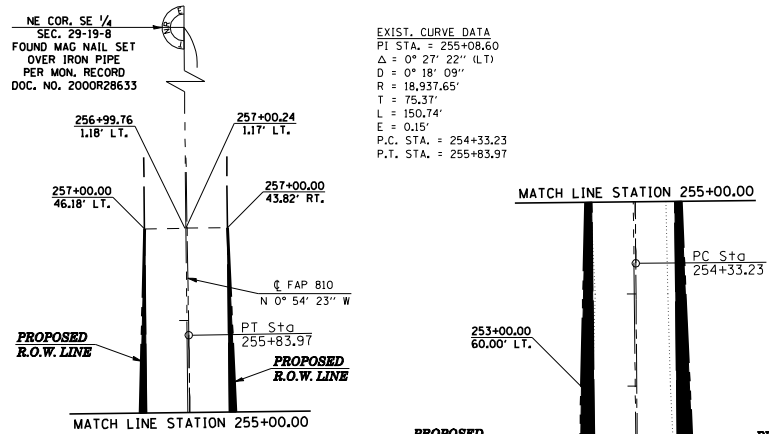 NE COR. SE 1/4
SEC. 29-19-8
FOUND MAG NAIL SET
OVER IRON PIPE
PER MON. RECORD
DOC. NO. 2000R28633
256+99.76
1.18' LT.
257+00.24
1.17' LT.
257+00.00
46.18' LT.
257+00.00
43.82' RT.
℄ FAP 810
N 0° 54' 23" W
PT Sta
255+83.97
PROPOSED
R.O.W. LINE
PROPOSED
R.O.W. LINE
MATCH LINE STATION 255+00.00
EXIST. CURVE DATA
PI STA. = 255+08.60
Δ = 0° 27' 22" (LT)
D = 0° 18' 09"
R = 18,937.65'
T = 75.37'
L = 150.74'
E = 0.15'
P.C. STA. = 254+33.23
P.T. STA. = 255+83.97
MATCH LINE STATION 255+00.00
PC Sta
254+33.23
253+00.00
60.00' LT.
PROPOSED